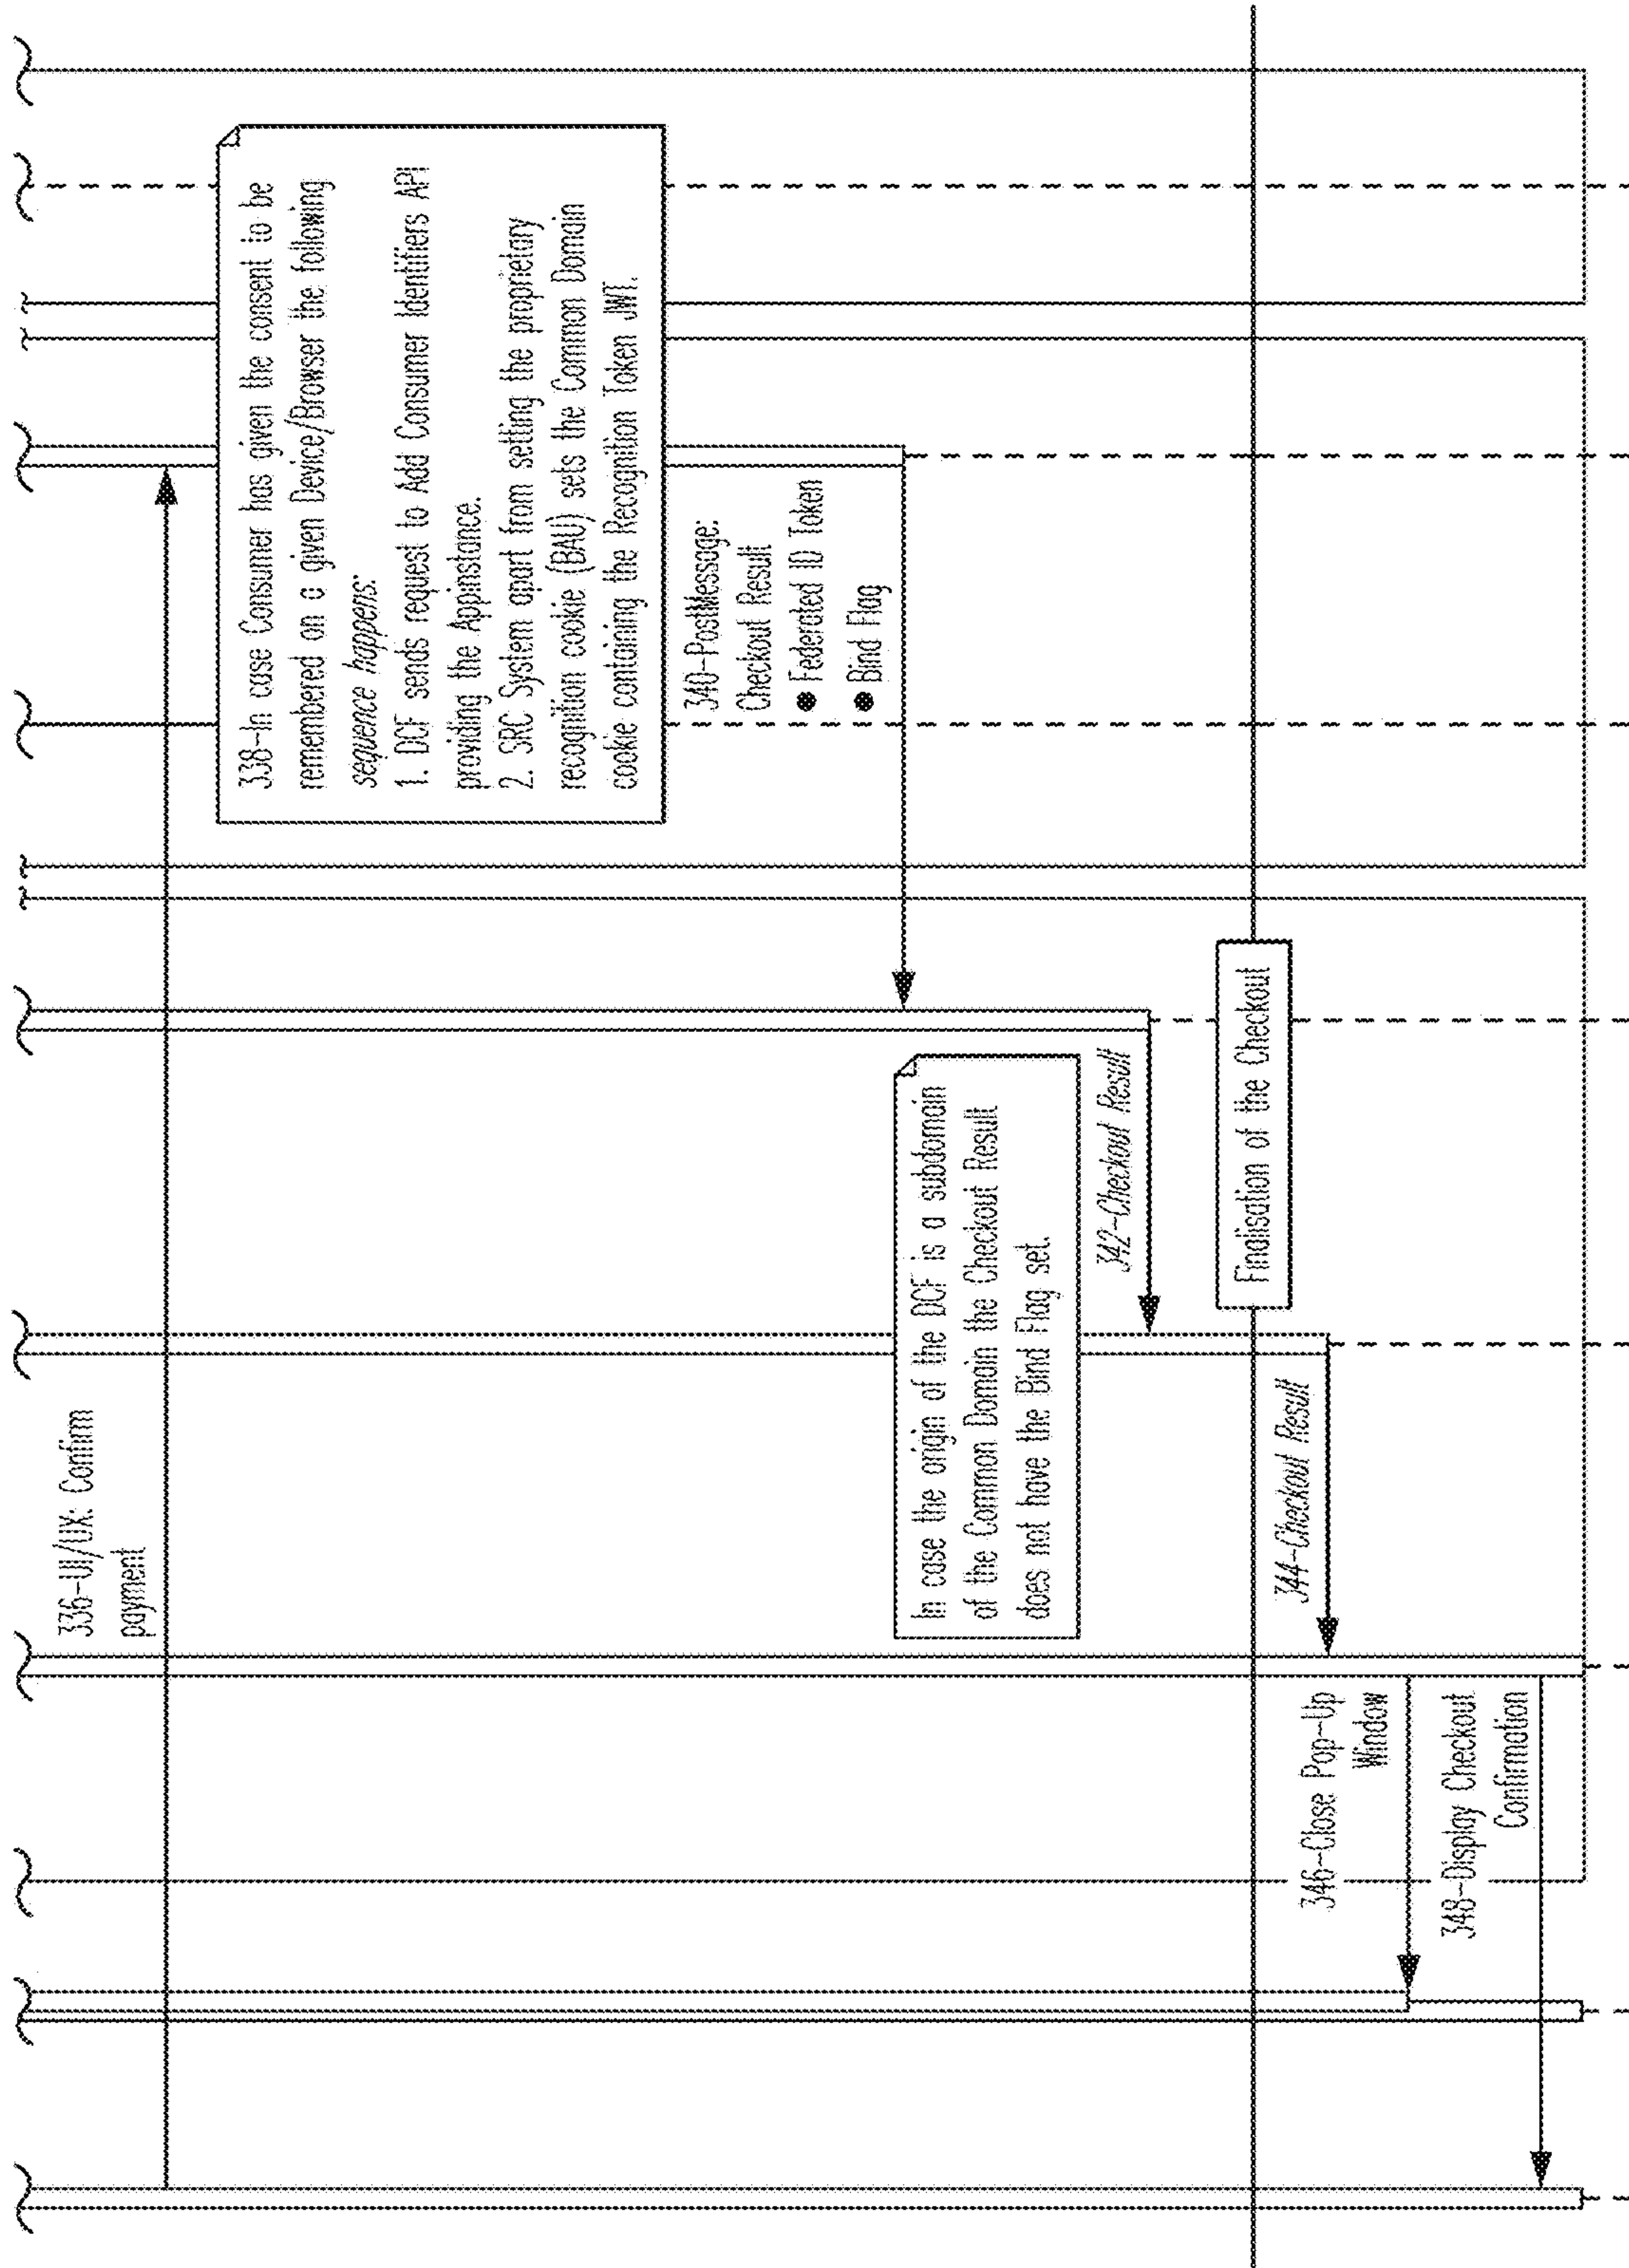 336-UI/UX: Confirm
payment
338-In case Consumer has given the consent to be
remembered on a given Device/Browser the following
sequence happens:
1. DCF sends request to Add Consumer Identifiers API
providing the Appinstance.
2. SRC System apart from setting the proprietary
recognition cookie (BAU) sets the Common Domain
cookie containing the Recognition Token JWT.
340-PostMessage:
Checkout Result
● Federated ID Token
● Bind Flag
In case the origin of the DCF is a subdomain
of the Common Domain the Checkout Result
does not have the Bind Flag set.
342-Checkout Result
Finalisation of the Checkout
344-Checkout Result
346-Close Pop-Up
Window
348-Display Checkout
Confirmation